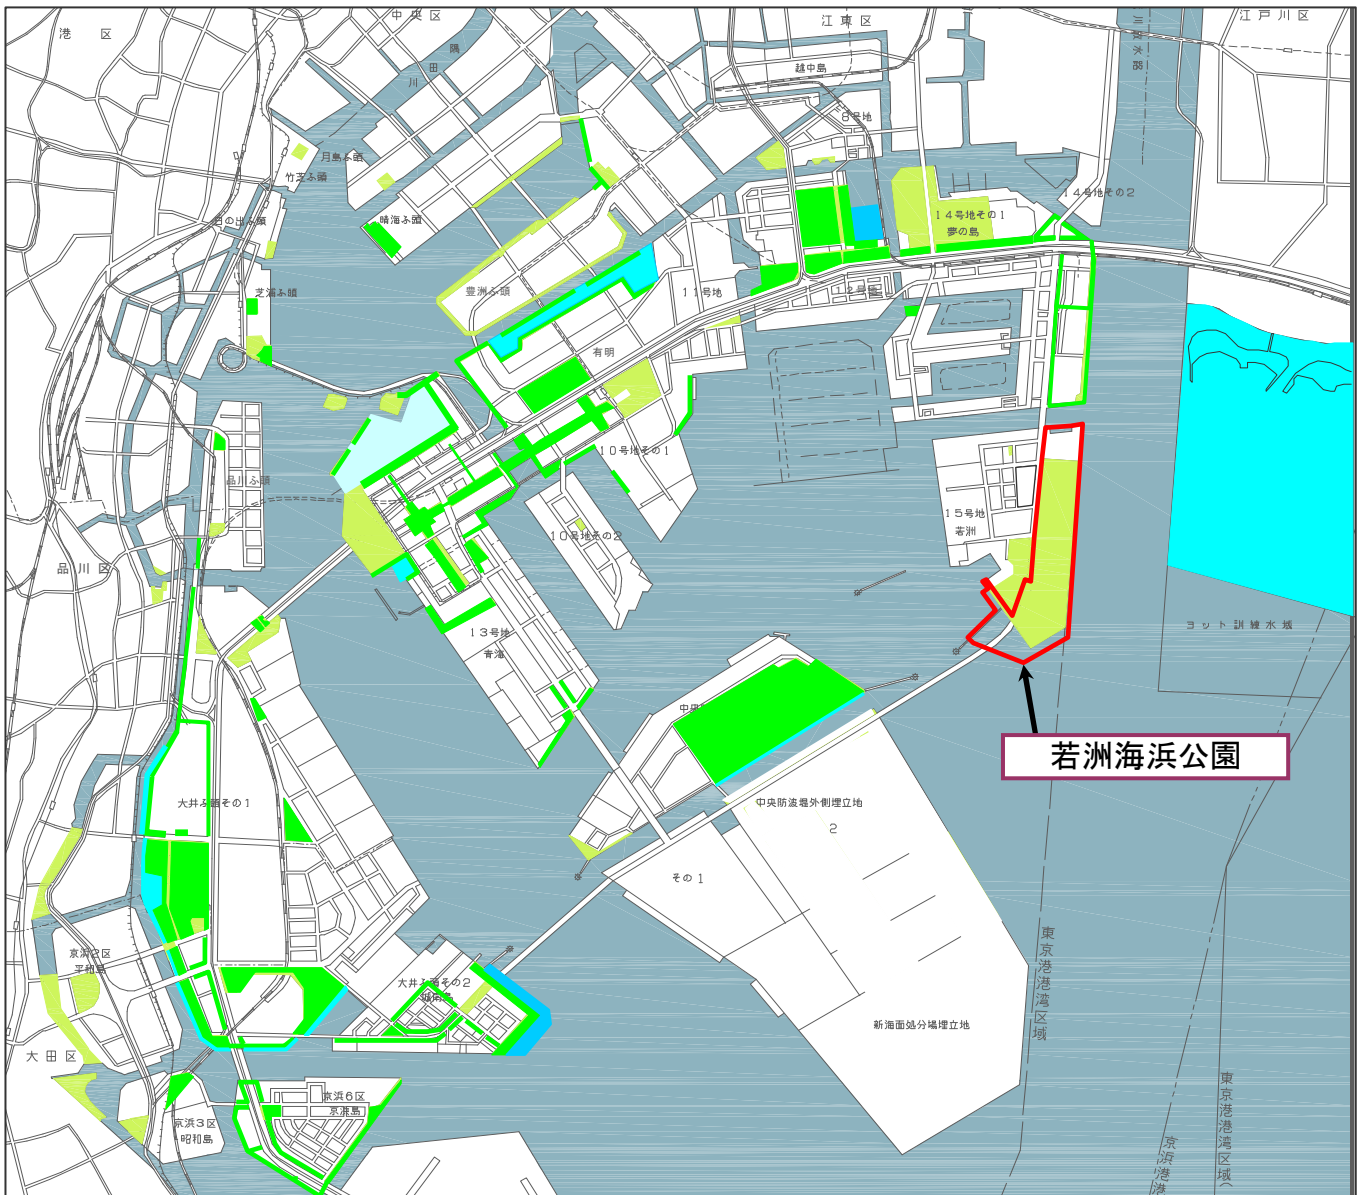 港 区
中央区
江東区
江戸川区
隅
田
川
越中島
8号地
月島ふ頭
竹芝ふ頭
日の出ふ頭
晴海ふ頭
14号地その2
14号地その1
夢の島
芝浦ふ頭
豊洲ふ頭
11号地
12号地
有明
10号地その1
品川ふ頭
15号地
若洲
10号地その2
品川区
13号地
青海
ヨット訓練水域
若洲海浜公園
大井ふ頭その1
中央防波堤外側埋立地
2
その1
京浜2区
平和島
大井ふ頭その2
城南島
新海面処分場埋立地
東京港港湾区域
大田区
京浜6区
京浜島
京浜3区
昭和島
東京港港湾区域(
京浜港港